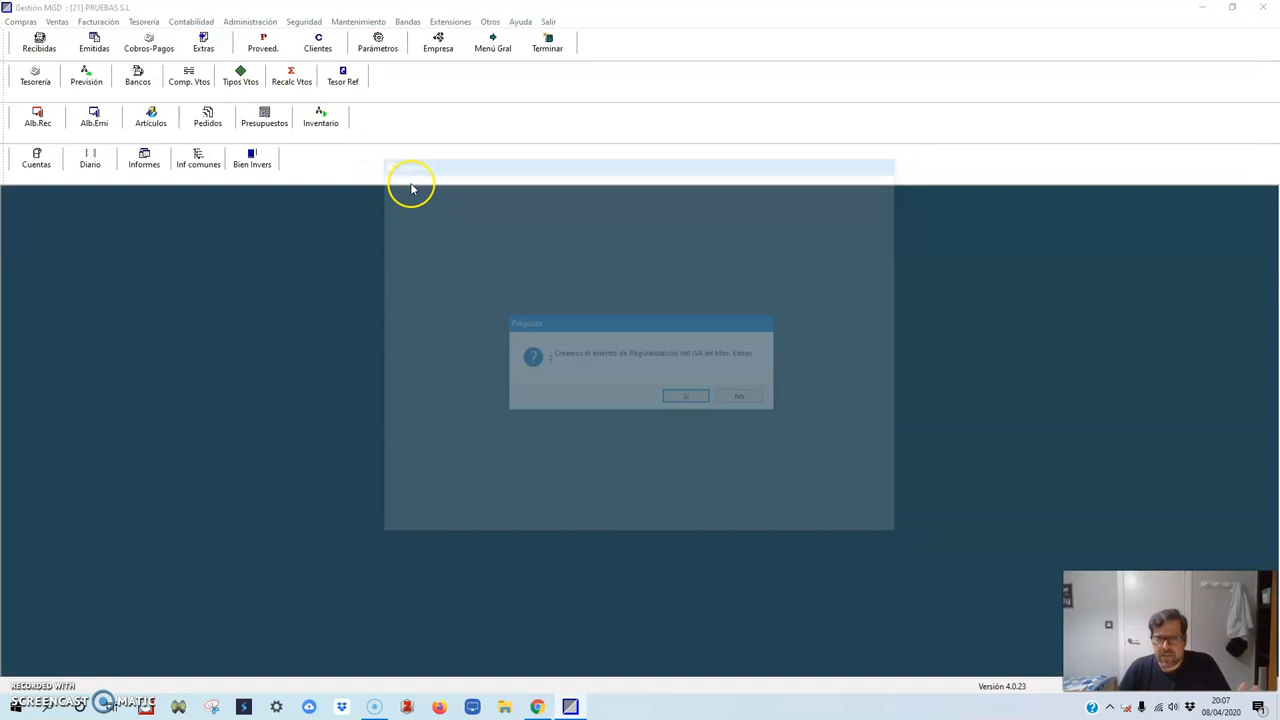 Gestión MGD : [21] PRUEBAS S.L
Compras Ventas Facturación Tesorería Contabilidad Administración Seguridad Mantenimiento Bandas Extensiones Otros Ayuda Salir
Recibidas Emitidas Cobros-Pagos Extras Proveed. Clientes Parámetros Empresa Menú Gral Terminar
Tesorería Previsión Bancos Comp. Vtos Tipos Vtos Recalc Vtos Tesor Ref
Alb.Rec Alb.Emi Artículos Pedidos Presupuestos Inventario
Cuentas Diario Informes Inf comunes Bien Invers
Pregunta
¿ Creamos el asiento de Regularización del IVA en Mov. Extras
Sí No
Versión 4.0.23
RECORDED WITH
SCREENCAST MATIC
20:07
08/04/2020